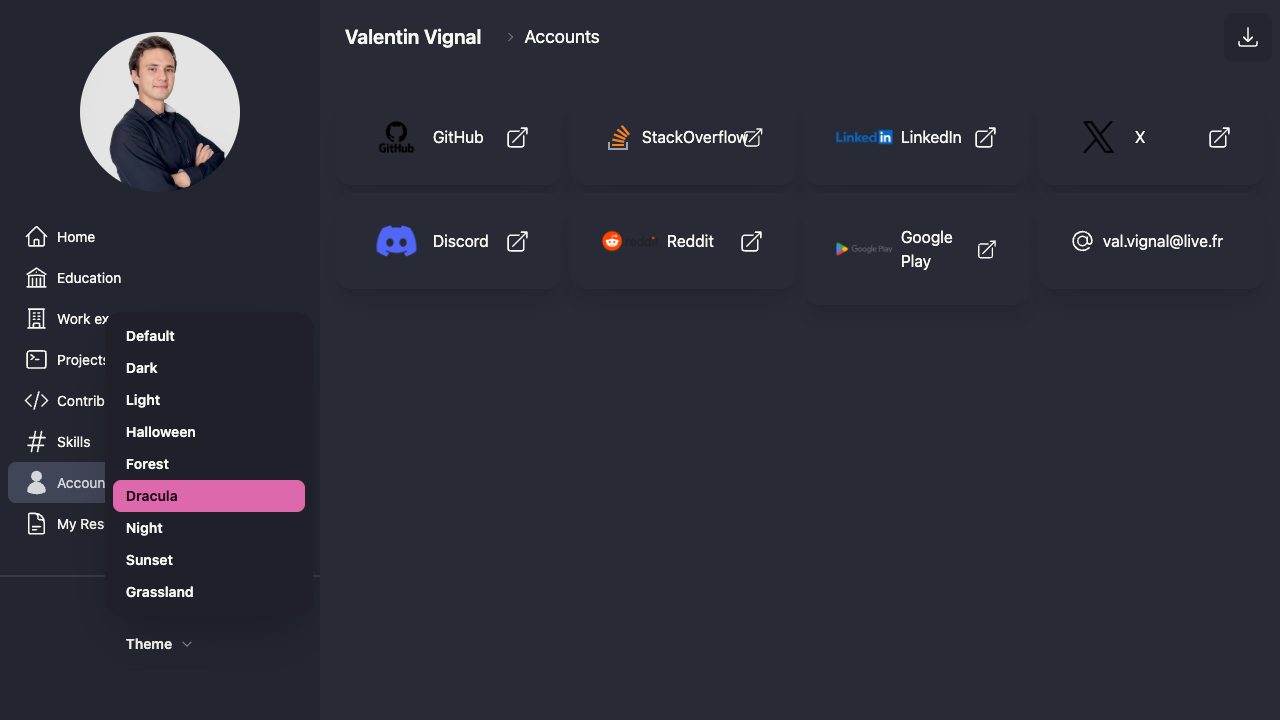 Valentin Vignal
Accounts
Home
Education
Work ex
Projects
Contrib
Skills
Accoun
My Res
Default
Dark
Light
Halloween
Forest
Dracula
Night
Sunset
Grassland
Theme
GitHub
GitHub
StackOverflow
Linked in
LinkedIn
X
Discord
reddit
Reddit
Google Play
Google
Play
val.vignal@live.fr